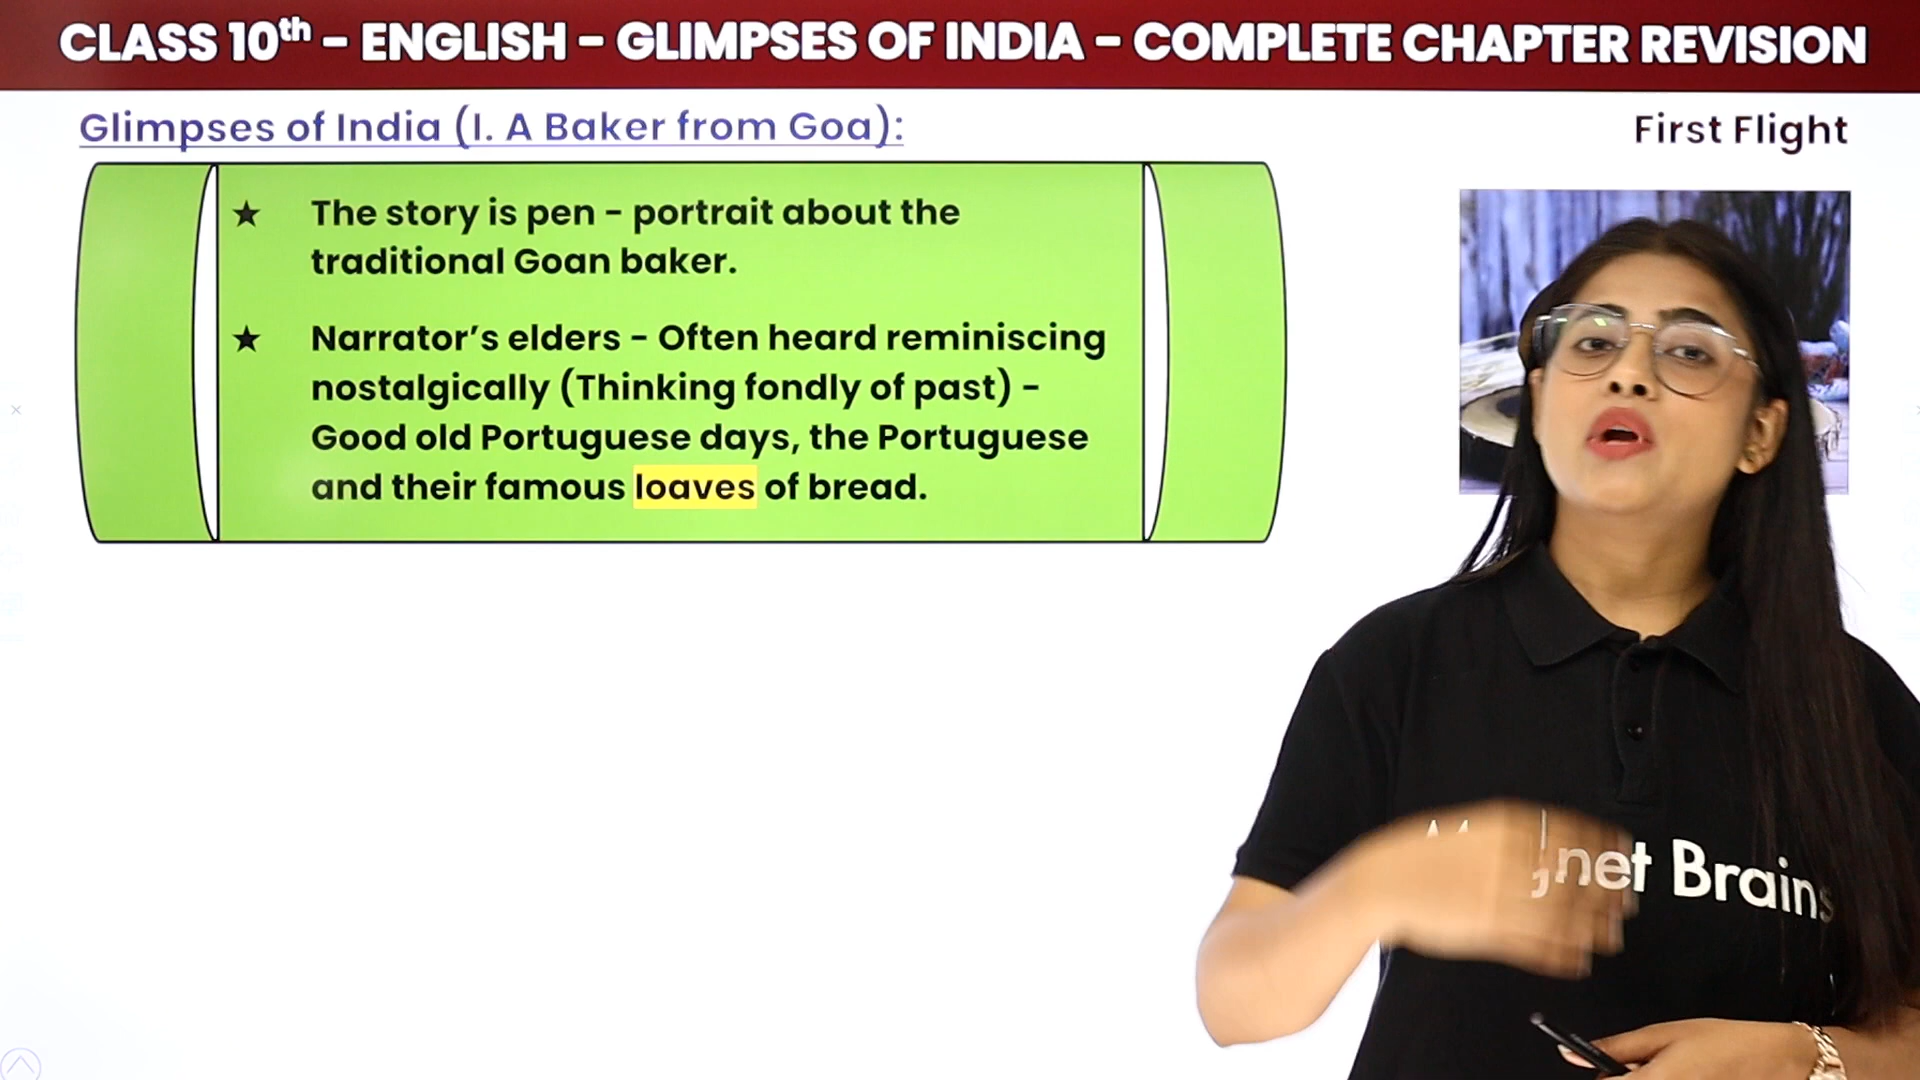 CLASS 10th - ENGLISH - GLIMPSES OF INDIA - COMPLETE CHAPTER REVISION
Glimpses of India (I. A Baker from Goa):
First Flight
★ The story is pen - portrait about the
traditional Goan baker.
★ Narrator's elders - Often heard reminiscing
nostalgically (Thinking fondly of past) -
Good old Portuguese days, the Portuguese
and their famous loaves of bread.
net Brains